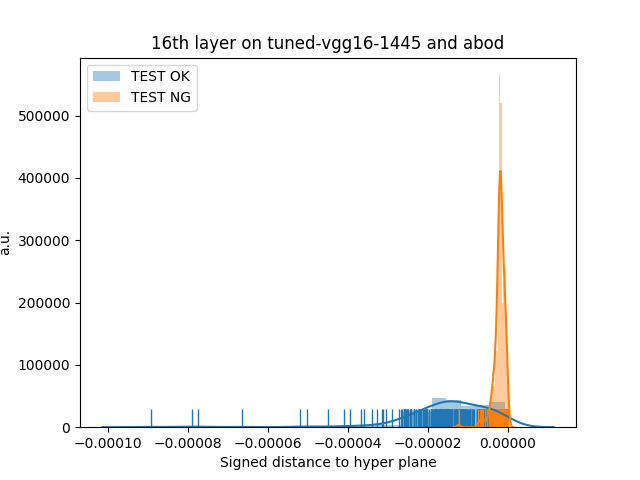 16th layer on tuned-vgg16-1445 and abod
TEST OK
TEST NG
500000
400000
300000
200000
100000
0
a.u.
−0.00010 −0.00008 −0.00006 −0.00004 −0.00002 0.00000
Signed distance to hyper plane